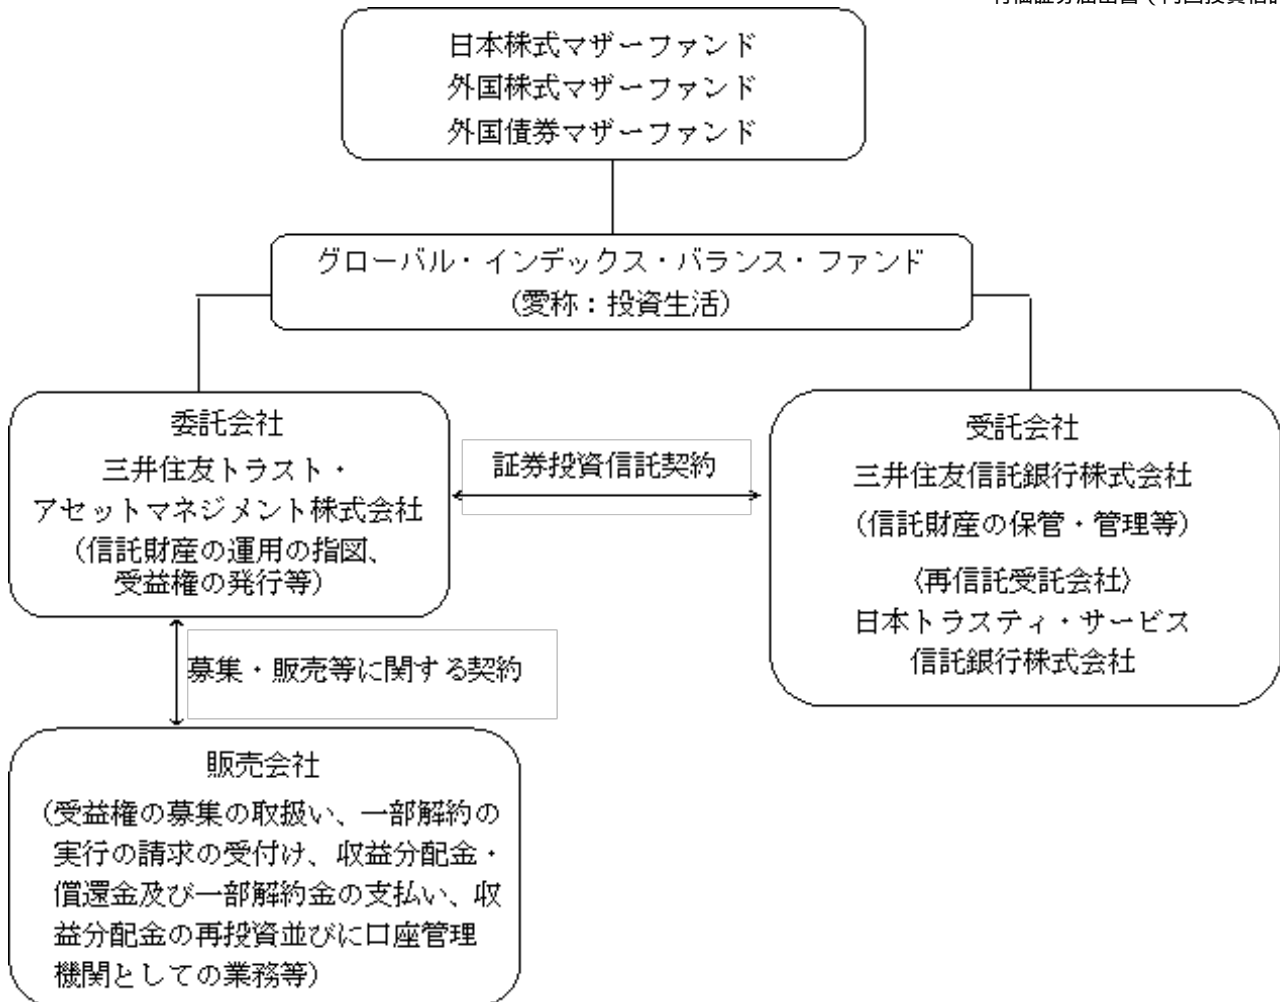 日本株式マザーファンド
外国株式マザーファンド
外国債券マザーファンド
グローバル・インデックス・バランス・ファンド
（愛称：投資生活）
委託会社
三井住友トラスト・
アセットマネジメント株式会社
（信託財産の運用の指図、
受益権の発行等）
証券投資信託契約
受託会社
三井住友信託銀行株式会社
（信託財産の保管・管理等）
〈再信託受託会社〉
日本トラスティ・サービス
信託銀行株式会社
募集・販売等に関する契約
販売会社
（受益権の募集の取扱い、一部解約の
実行の請求の受付け、収益分配金・
償還金及び一部解約金の支払い、収
益分配金の再投資並びに口座管理
機関としての業務等）